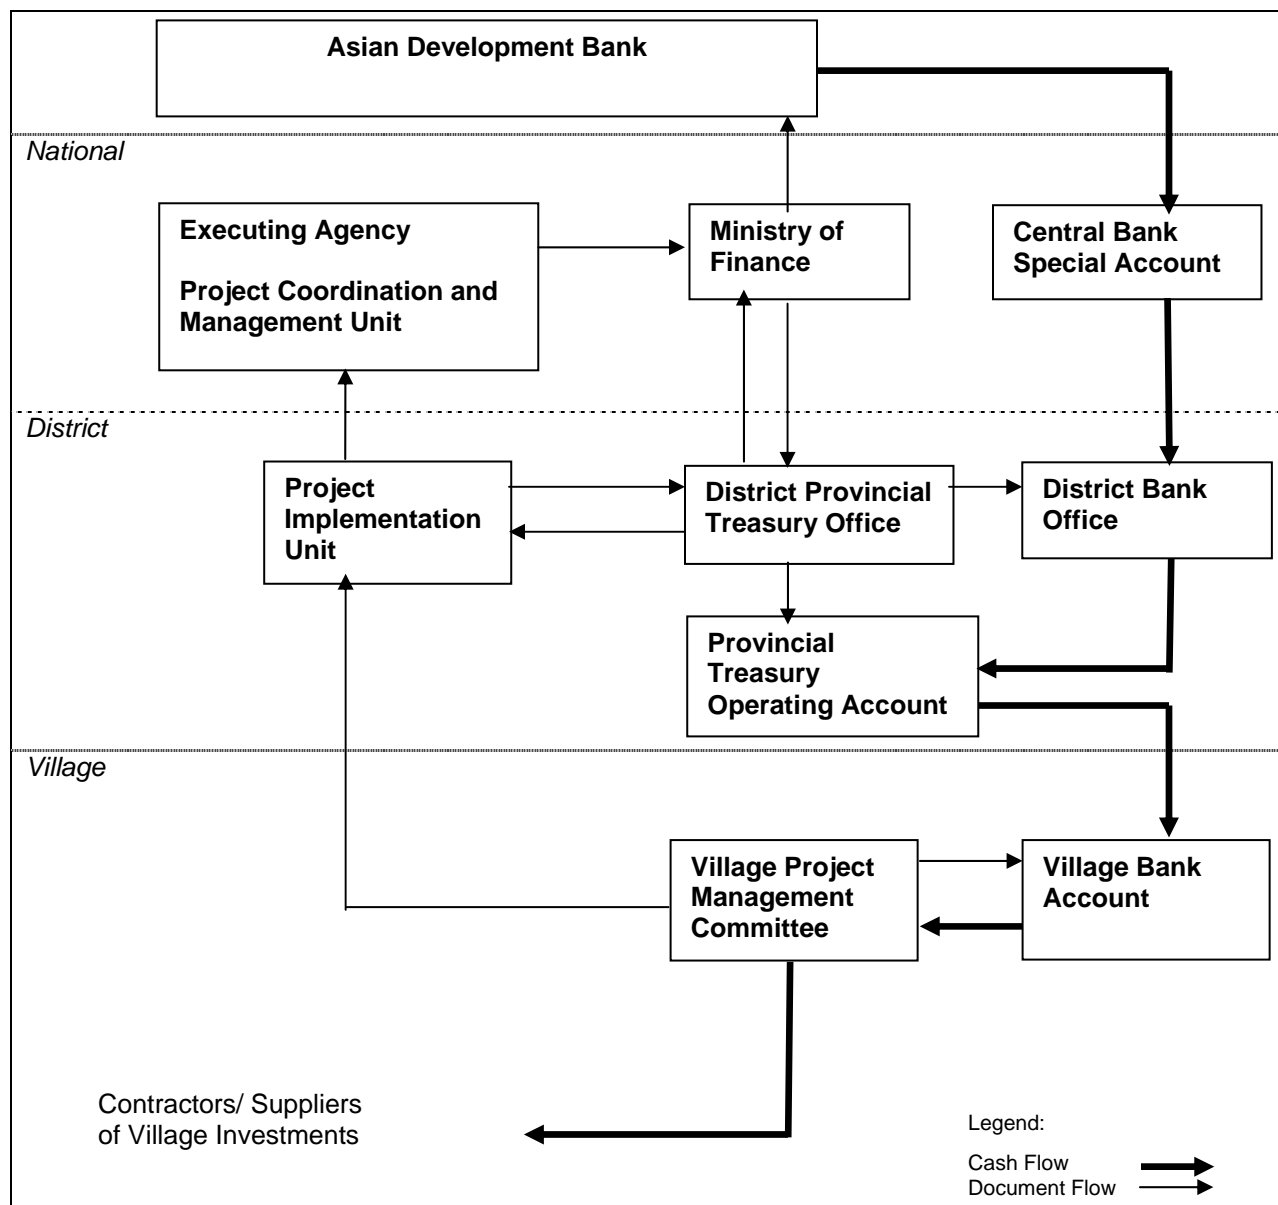 Asian Development Bank
National
Executing Agency
Project Coordination and
Management Unit
Ministry of
Finance
Central Bank
Special Account
District
Project
Implementation
Unit
District Provincial
Treasury Office
District Bank
Office
Provincial
Treasury
Operating Account
Village
Village Project
Management
Committee
Village Bank
Account
Contractors/ Suppliers
of Village Investments
Legend:
Cash Flow
Document Flow